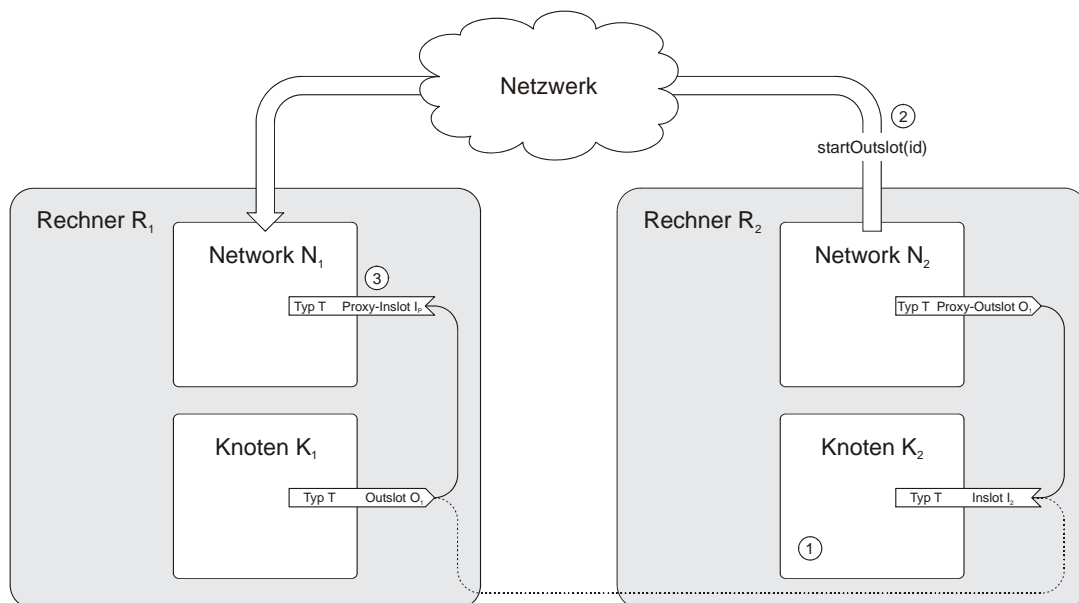 Netzwerk
2
startOutslot(id)
Rechner R₁
Network N₁
3
Typ T Proxy-Inslot Iₚ
Knoten K₁
Typ T Outslot O₁
Rechner R₂
Network N₂
Typ T Proxy-Outslot O₁
Knoten K₂
Typ T Inslot I₂
1